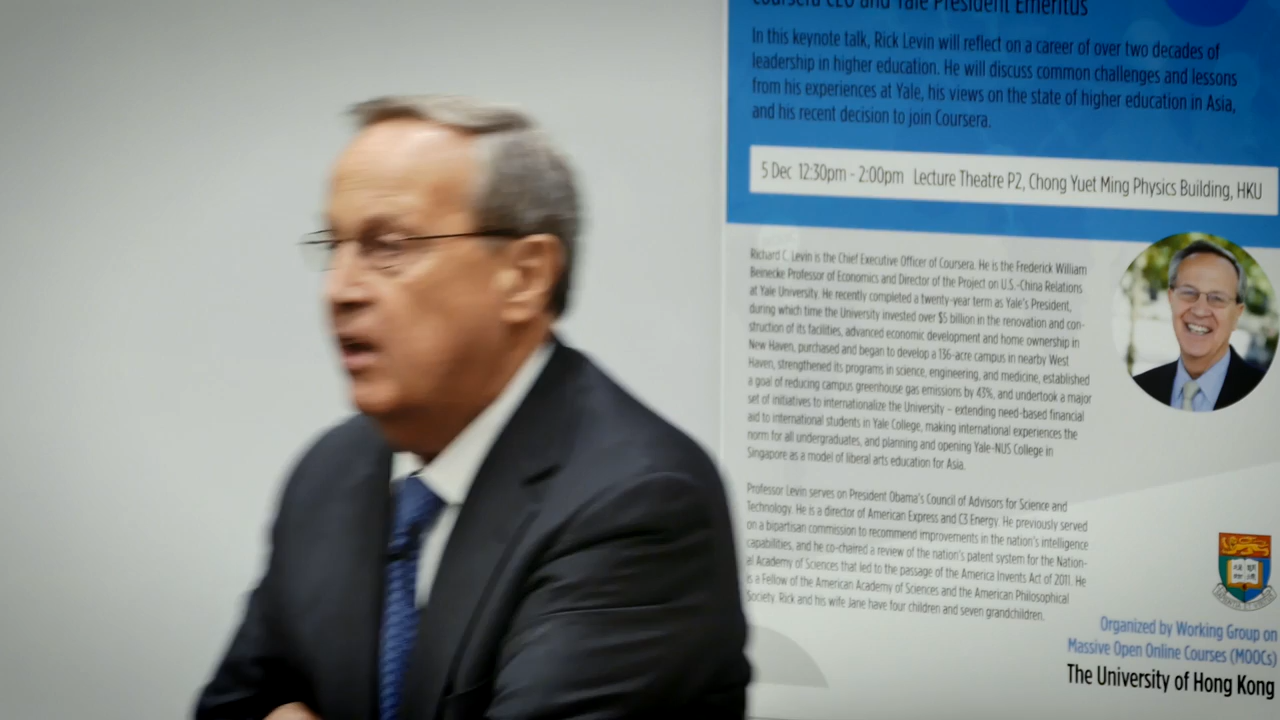 Coursera CEO and Yale President Emeritus
In this keynote talk, Rick Levin will reflect on a career of over two decades of
leadership in higher education. He will discuss common challenges and lessons
from his experiences at Yale, his views on the state of higher education in Asia,
and his recent decision to join Coursera.
5 Dec 12:30pm - 2:00pm Lecture Theatre P2, Chong Yuet Ming Physics Building, HKU
Richard C. Levin is the Chief Executive Officer of Coursera. He is the Frederick William
Beinecke Professor of Economics and Director of the Project on U.S.-China Relations
at Yale University. He recently completed a twenty-year term as Yale's President,
during which time the University invested over $5 billion in the renovation and con-
struction of its facilities, advanced economic development and home ownership in
New Haven, purchased and began to develop a 136-acre campus in nearby West
Haven, strengthened its programs in science, engineering, and medicine, established
a goal of reducing campus greenhouse gas emissions by 43%, and undertook a major
set of initiatives to internationalize the University – extending need-based financial
aid to international students in Yale College, making international experiences the
norm for all undergraduates, and planning and opening Yale-NUS College in
Singapore as a model of liberal arts education for Asia.
Professor Levin serves on President Obama's Council of Advisors for Science and
Technology. He is a director of American Express and C3 Energy. He previously served
on a bipartisan commission to recommend improvements in the nation's intelligence
capabilities, and he co-chaired a review of the nation's patent system for the Nation-
al Academy of Sciences that led to the passage of the America Invents Act of 2011. He
is a Fellow of the American Academy of Sciences and the American Philosophical
Society. Rick and his wife Jane have four children and seven grandchildren.
Organized by Working Group on
Massive Open Online Courses (MOOCs)
The University of Hong Kong